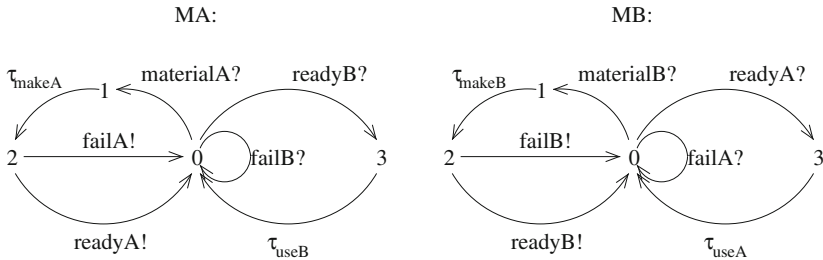 MA: MB:
τmakeA materialA? readyB? τmakeB materialB? readyA?
1 1
failA! failB!
2 0 failB? 3 2 0 failA? 3
readyA! τuseB readyB! τuseA